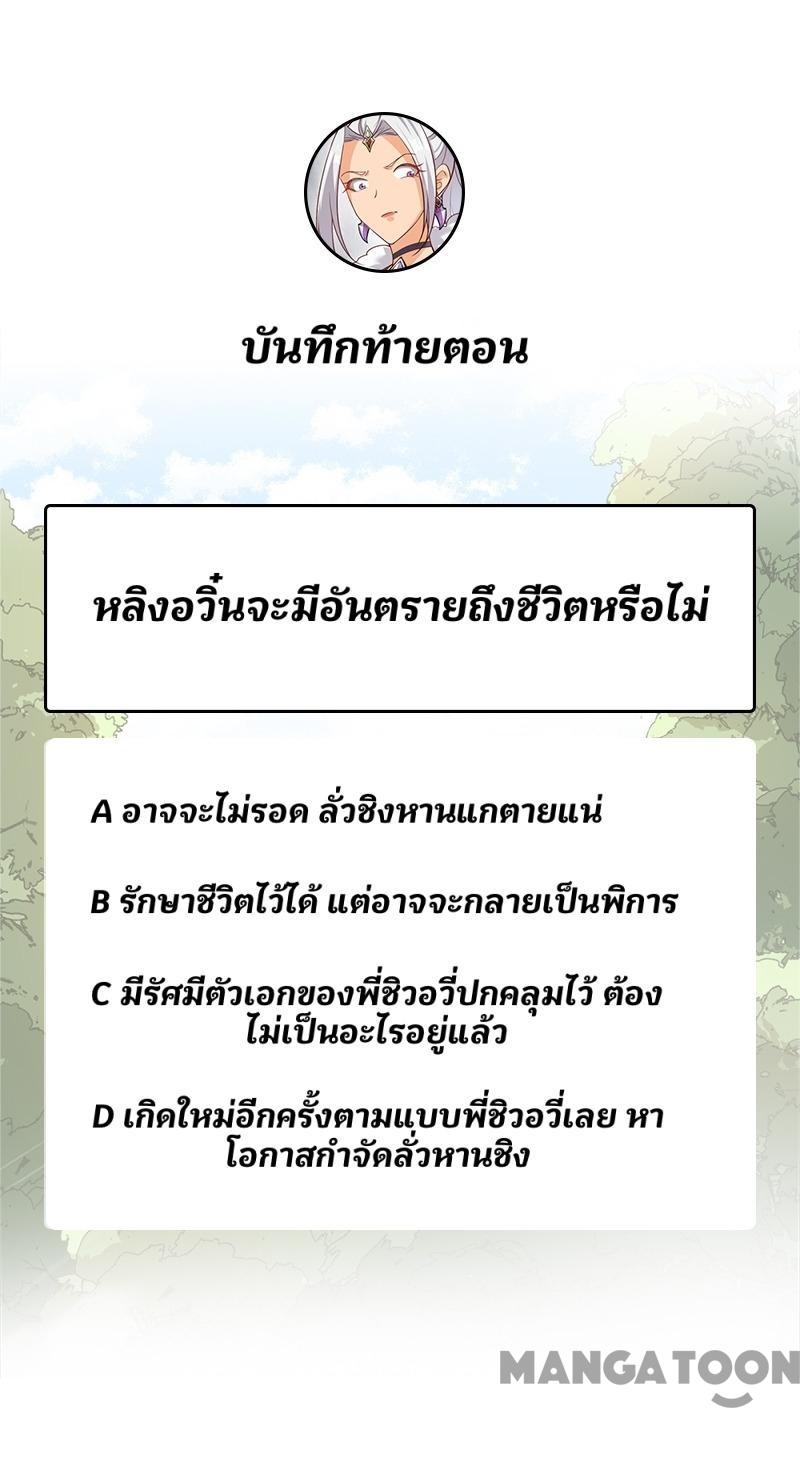 บันทึกท้ายตอน
หลิงอวิ๋นจะมีอันตรายถึงชีวิตหรือไม่
A อาจจะไม่รอด ลั่วชิงหานแกตายแน่
B รักษาชีวิตไว้ได้ แต่อาจจะกลายเป็นพิการ
C มีรัศมีตัวเอกของพี่ชิวอวี่ปกคลุมไว้ ต้อง
ไม่เป็นอะไรอยู่แล้ว
D เกิดใหม่อีกครั้งตามแบบพี่ชิวอวี่เลย หา
โอกาสกำจัดลั่วหานชิง
MANGATOON